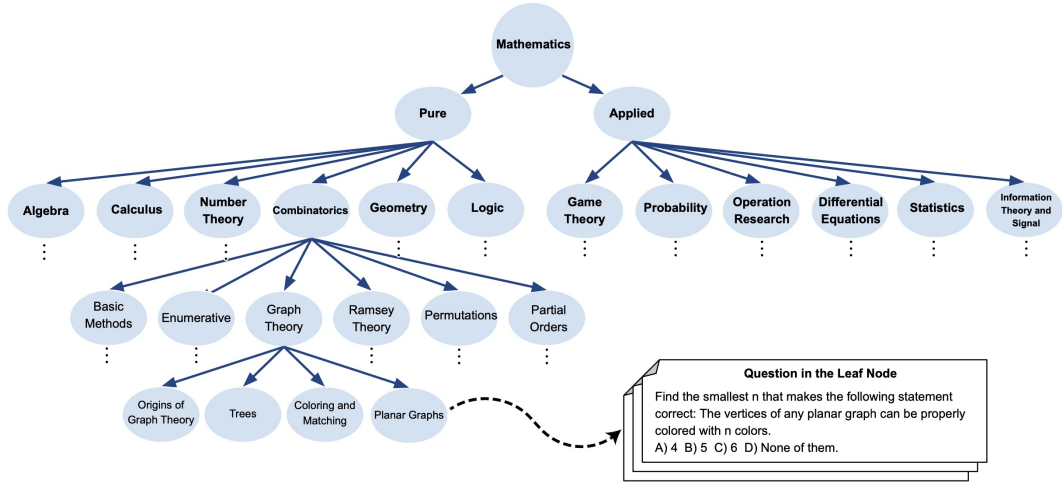 Mathematics
Pure
Applied
Algebra
Calculus
Number
Theory
Combinatorics
Geometry
Logic
Game
Theory
Probability
Operation
Research
Differential
Equations
Statistics
Information
Theory and
Signal
Basic
Methods
Enumerative
Graph
Theory
Ramsey
Theory
Permutations
Partial
Orders
Origins of
Graph Theory
Trees
Coloring and
Matching
Planar Graphs
Question in the Leaf Node
Find the smallest n that makes the following statement
correct: The vertices of any planar graph can be properly
colored with n colors.
A) 4 B) 5 C) 6 D) None of them.